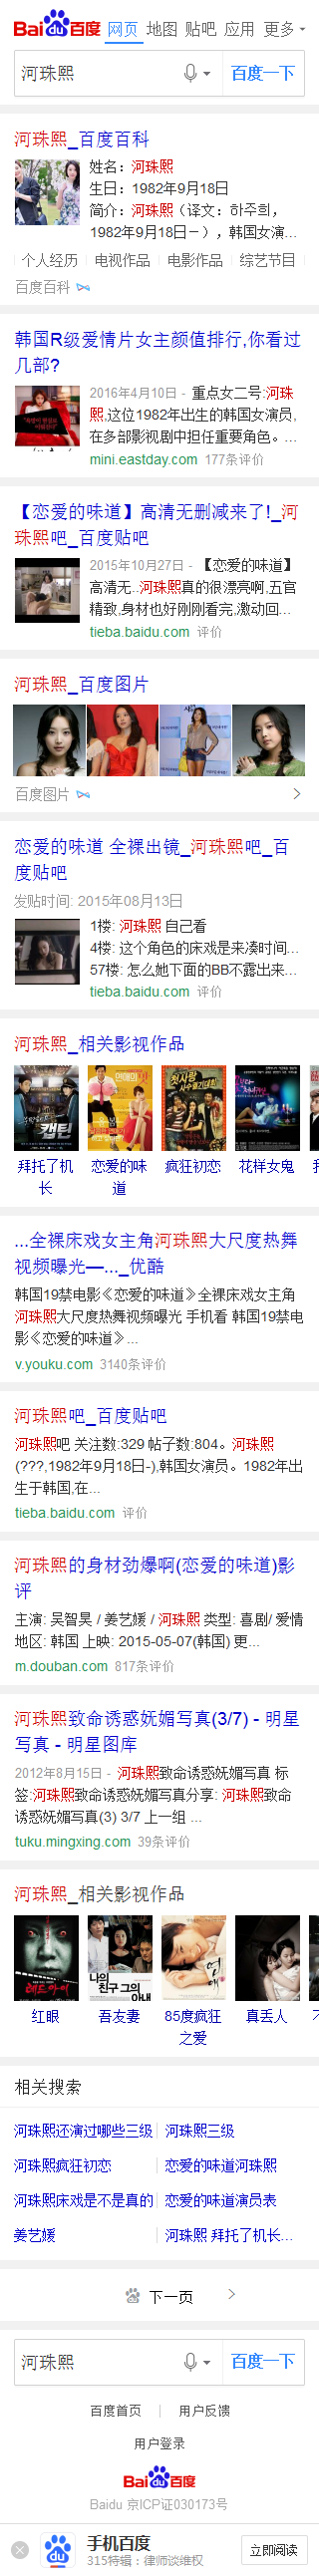 Bai du 百度 网页 地图 贴吧 应用 更多
河珠熙 百度一下
河珠熙_百度百科
姓名：河珠熙
生日：1982年9月18日
简介：河珠熙（译文：하주희，
1982年9月18日－），韩国女演...
个人经历 电视作品 电影作品 综艺节目
百度百科
韩国R级爱情片女主颜值排行,你看过
几部?
2016年4月10日 - 重点女二号:河珠
熙,这位1982年出生的韩国女演员,
在多部影视剧中担任重要角色。...
mini.eastday.com 177条评价
【恋爱的味道】高清无删减来了!_河
珠熙吧_百度贴吧
2015年10月27日 - 【恋爱的味道】
高清无..河珠熙真的很漂亮啊,五官
精致,身材也好刚刚看完,激动回...
tieba.baidu.com 评价
河珠熙_百度图片
百度图片
恋爱的味道 全裸出镜_河珠熙吧_百
度贴吧
发贴时间: 2015年08月13日
1楼: 河珠熙 自己看
4楼: 这个角色的床戏是来凑时间...
57楼: 怎么她下面的BB不露出来...
tieba.baidu.com 评价
河珠熙_相关影视作品
拜托了机 恋爱的味 疯狂初恋 花样女鬼
长 道
...全裸床戏女主角河珠熙大尺度热舞
视频曝光—..._优酷
韩国19禁电影《恋爱的味道》全裸床戏女主角
河珠熙大尺度热舞视频曝光 手机看 韩国19禁电
影《恋爱的味道》...
v.youku.com 3140条评价
河珠熙吧_百度贴吧
河珠熙吧 关注数:329 帖子数:804。河珠熙
(???,1982年9月18日-),韩国女演员。1982年出
生于韩国,在...
tieba.baidu.com 评价
河珠熙的身材劲爆啊(恋爱的味道)影
评
主演: 吴智昊 / 姜艺媛 / 河珠熙 类型: 喜剧/ 爱情
地区: 韩国 上映: 2015-05-07(韩国) 更...
m.douban.com 817条评价
河珠熙致命诱惑妩媚写真(3/7) - 明星
写真 - 明星图库
2012年8月15日 - 河珠熙致命诱惑妩媚写真 标
签:河珠熙致命诱惑妩媚写真分享: 河珠熙致命
诱惑妩媚写真(3) 3/7 上一组 ...
tuku.mingxing.com 39条评价
河珠熙_相关影视作品
红眼 吾友妻 85度疯狂 真丢人
之爱
相关搜索
河珠熙还演过哪些三级 河珠熙三级
河珠熙疯狂初恋 恋爱的味道河珠熙
河珠熙床戏是不是真的 恋爱的味道演员表
姜艺媛 河珠熙 拜托了机长...
下一页
河珠熙 百度一下
百度首页 用户反馈
用户登录
Bai du 百度
Baidu 京ICP证030173号
手机百度
315特辑：律师谈维权
立即阅读